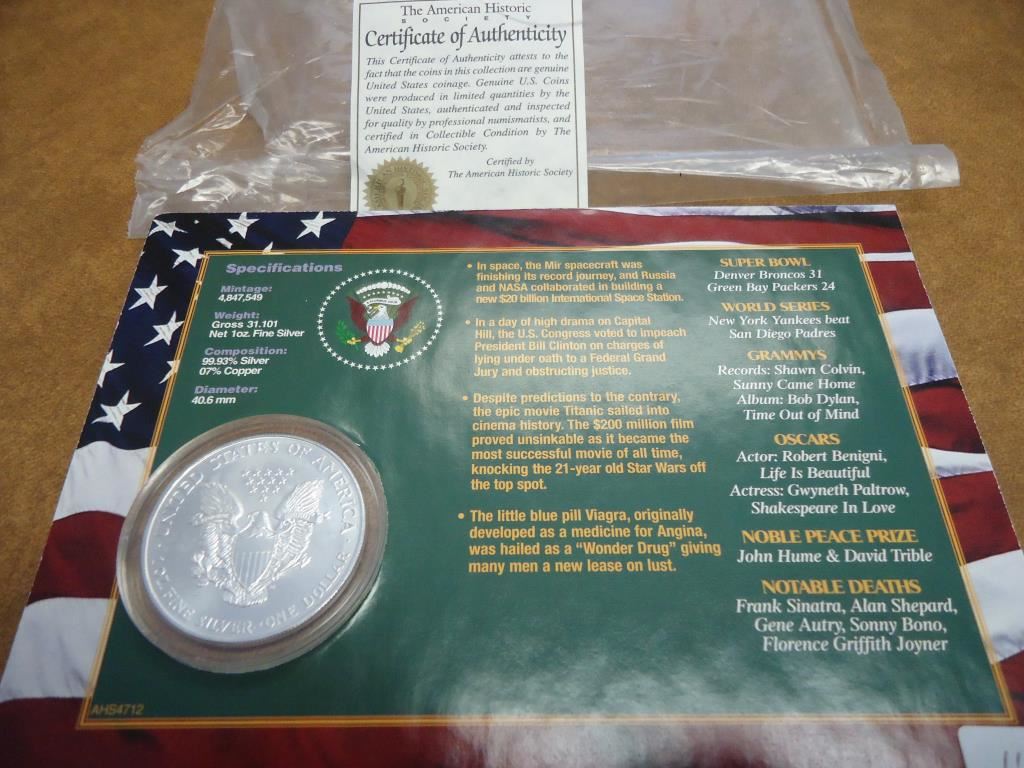 The American Historic
SOCIETY
Certificate of Authenticity
This Certificate of Authenticity attests to the
fact that the coins in this collection are genuine
United States coinage. Genuine U.S. Coins
were produced in limited quantities by the
United States, authenticated and inspected
for quality by professional numismatists, and
certified in Collectible Condition by The
American Historic Society.
Certified by
The American Historic Society
Specifications
Mintage:
4,847,549
Weight:
Gross 31.101
Net 1oz. Fine Silver
Composition:
99.93% Silver
07% Copper
Diameter:
40.6 mm
UNITED STATES OF AMERICA
1 OZ. FINE SILVER · ONE DOLLAR
AHS4712
• In space, the Mir spacecraft was
finishing its record journey, and Russia
and NASA collaborated in building a
new $20 billion International Space Station.
• In a day of high drama on Capital
Hill, the U.S. Congress voted to impeach
President Bill Clinton on charges of
lying under oath to a Federal Grand
Jury and obstructing justice.
• Despite predictions to the contrary,
the epic movie Titanic sailed into
cinema history. The $200 million film
proved unsinkable as it became the
most successful movie of all time,
knocking the 21-year old Star Wars off
the top spot.
• The little blue pill Viagra, originally
developed as a medicine for Angina,
was hailed as a “Wonder Drug” giving
many men a new lease on lust.
SUPER BOWL
Denver Broncos 31
Green Bay Packers 24
WORLD SERIES
New York Yankees beat
San Diego Padres
GRAMMYS
Records: Shawn Colvin,
Sunny Came Home
Album: Bob Dylan,
Time Out of Mind
OSCARS
Actor: Robert Benigni,
Life Is Beautiful
Actress: Gwyneth Paltrow,
Shakespeare In Love
NOBLE PEACE PRIZE
John Hume & David Trible
NOTABLE DEATHS
Frank Sinatra, Alan Shepard,
Gene Autry, Sonny Bono,
Florence Griffith Joyner